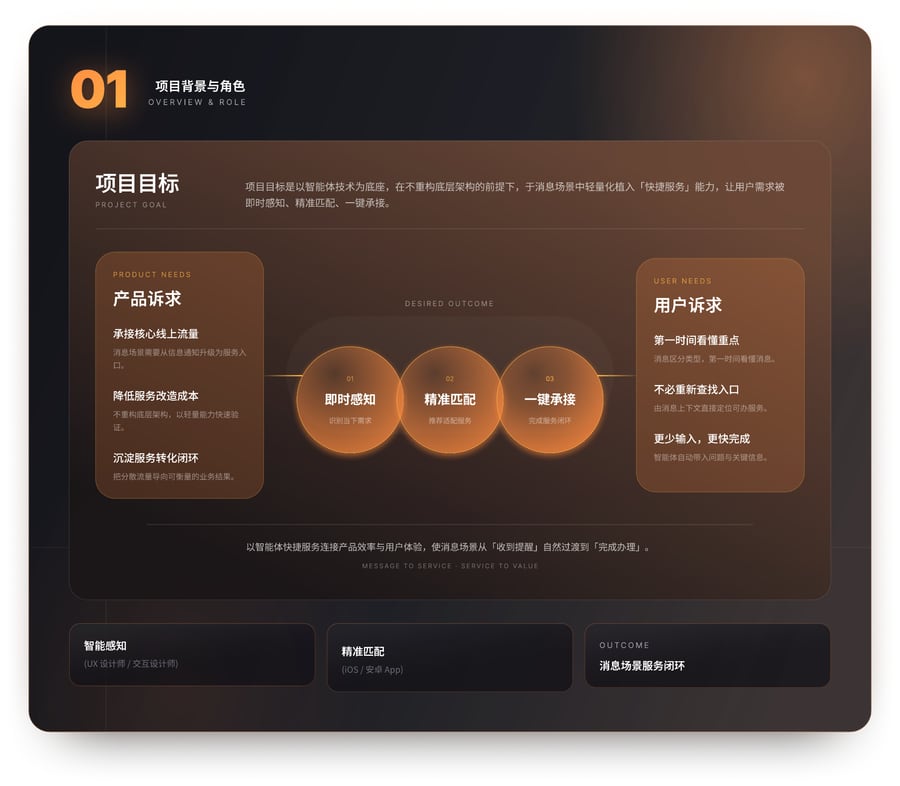 01
项目背景与角色
OVERVIEW & ROLE
项目目标
PROJECT GOAL
项目目标是以智能体技术为底座，在不重构底层架构的前提下，于消息场景中轻量化植入「快捷服务」能力，让用户需求被
即时感知、精准匹配、一键承接。
PRODUCT NEEDS
产品诉求
承接核心线上流量
消息场景需要从信息通知升级为服务入
口。
降低服务改造成本
不重构底层架构，以轻量能力快速验
证。
沉淀服务转化闭环
把分散流量导向可衡量的业务结果。
DESIRED OUTCOME
01
即时感知
识别当下需求
02
精准匹配
推荐适配服务
03
一键承接
完成服务闭环
USER NEEDS
用户诉求
第一时间看懂重点
消息区分类型，第一时间看懂消息。
不必重新查找入口
由消息上下文直接定位可办服务。
更少输入，更快完成
智能体自动带入问题与关键信息。
以智能体快捷服务连接产品效率与用户体验，使消息场景从「收到提醒」自然过渡到「完成办理」。
MESSAGE TO SERVICE · SERVICE TO VALUE
智能感知
(UX 设计师 / 交互设计师)
精准匹配
(iOS / 安卓 App)
OUTCOME
消息场景服务闭环